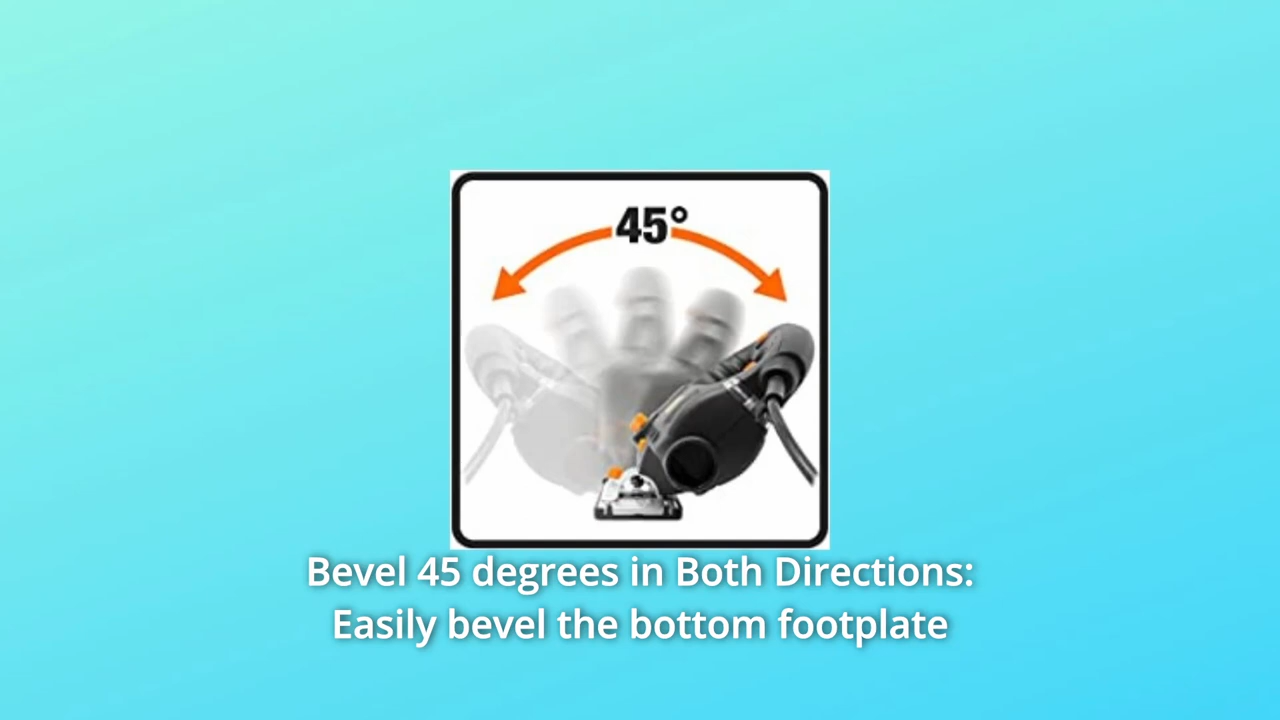 45°
Bevel 45 degrees in Both Directions:
Easily bevel the bottom footplate